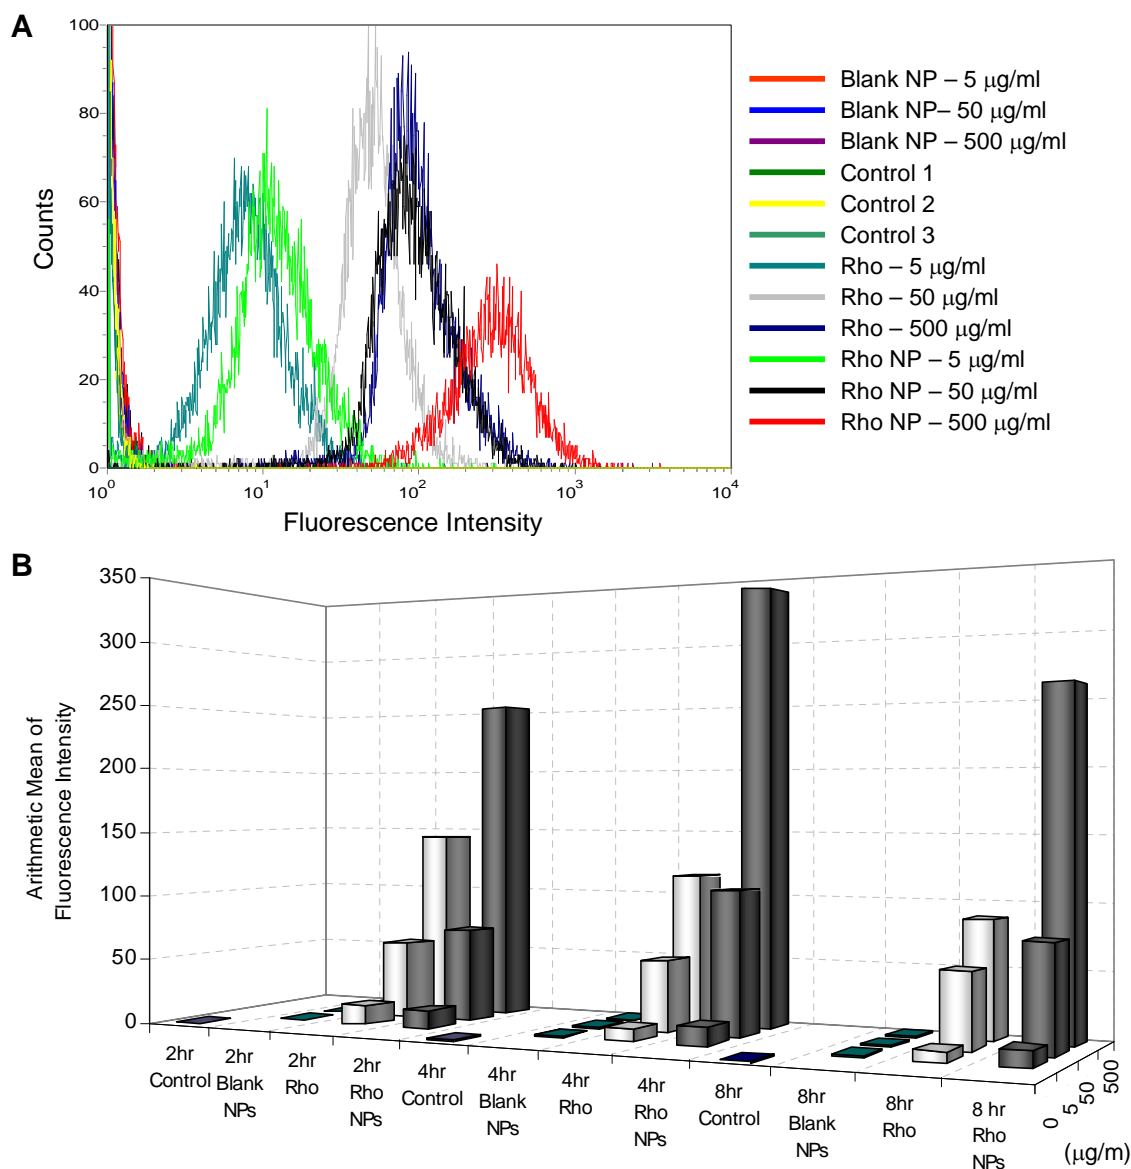 A
100
80
60
40
20
0
Counts
10^0
10^1
10^2
10^3
10^4
Fluorescence Intensity
Blank NP – 5 μg/ml
Blank NP– 50 μg/ml
Blank NP – 500 μg/ml
Control 1
Control 2
Control 3
Rho – 5 μg/ml
Rho – 50 μg/ml
Rho – 500 μg/ml
Rho NP – 5 μg/ml
Rho NP – 50 μg/ml
Rho NP – 500 μg/ml
B
350
300
250
200
150
100
50
0
Arithmetic Mean of
Fluorescence Intensity
2hr
Control
2hr
Blank
NPs
2hr
Rho
2hr
Rho
NPS
4hr
Control
4hr
Blank
NPs
4hr
Rho
4hr
Rho
NPS
8hr
Control
8hr
Blank
NPs
8hr
Rho
8 hr
Rho
NPS
0
5
50
500
(μg/m)